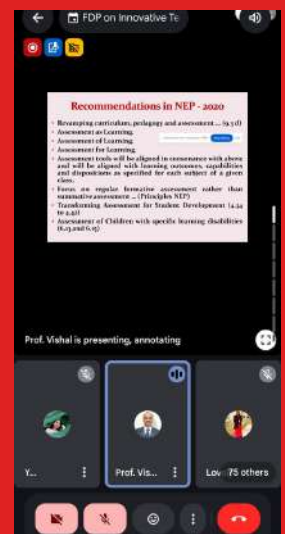 FDP on Innovative Te
Recommendations in NEP - 2020
Revamping curriculum, pedagogy and assessment ... (9.3 d)
Assessment as Learning
Assessment of Learning
Assessment for Learning
Assessment tools will be aligned in consonance with above
and will be aligned with learning outcomes, capabilities
and dispositions as specified for each subject of a given
class.
Focus on regular formative assessment rather than
summative assessment ... (Principles NEP)
Transforming Assessment for Student Development (4.34
to 4.42)
Assessment of Children with specific learning disabilities
(6.13 and 6.15)
Prof. Vishal is presenting, annotating
Y...
Prof. Vis...
Lov
75 others